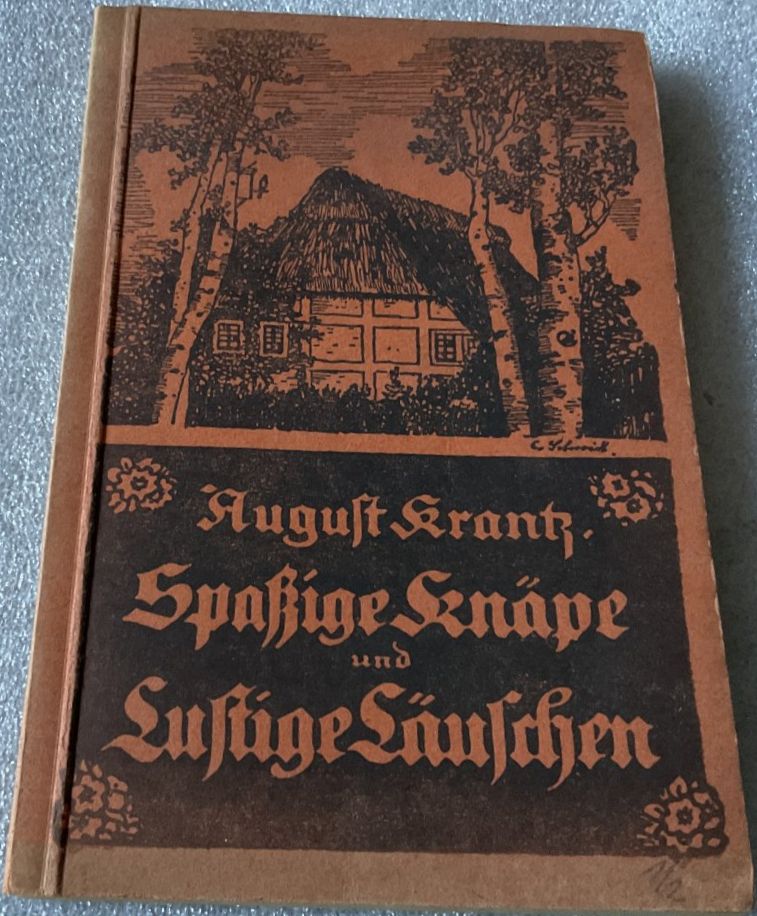 August Krantz.
Spaßige Knäpe
und
Lustige Läuschen